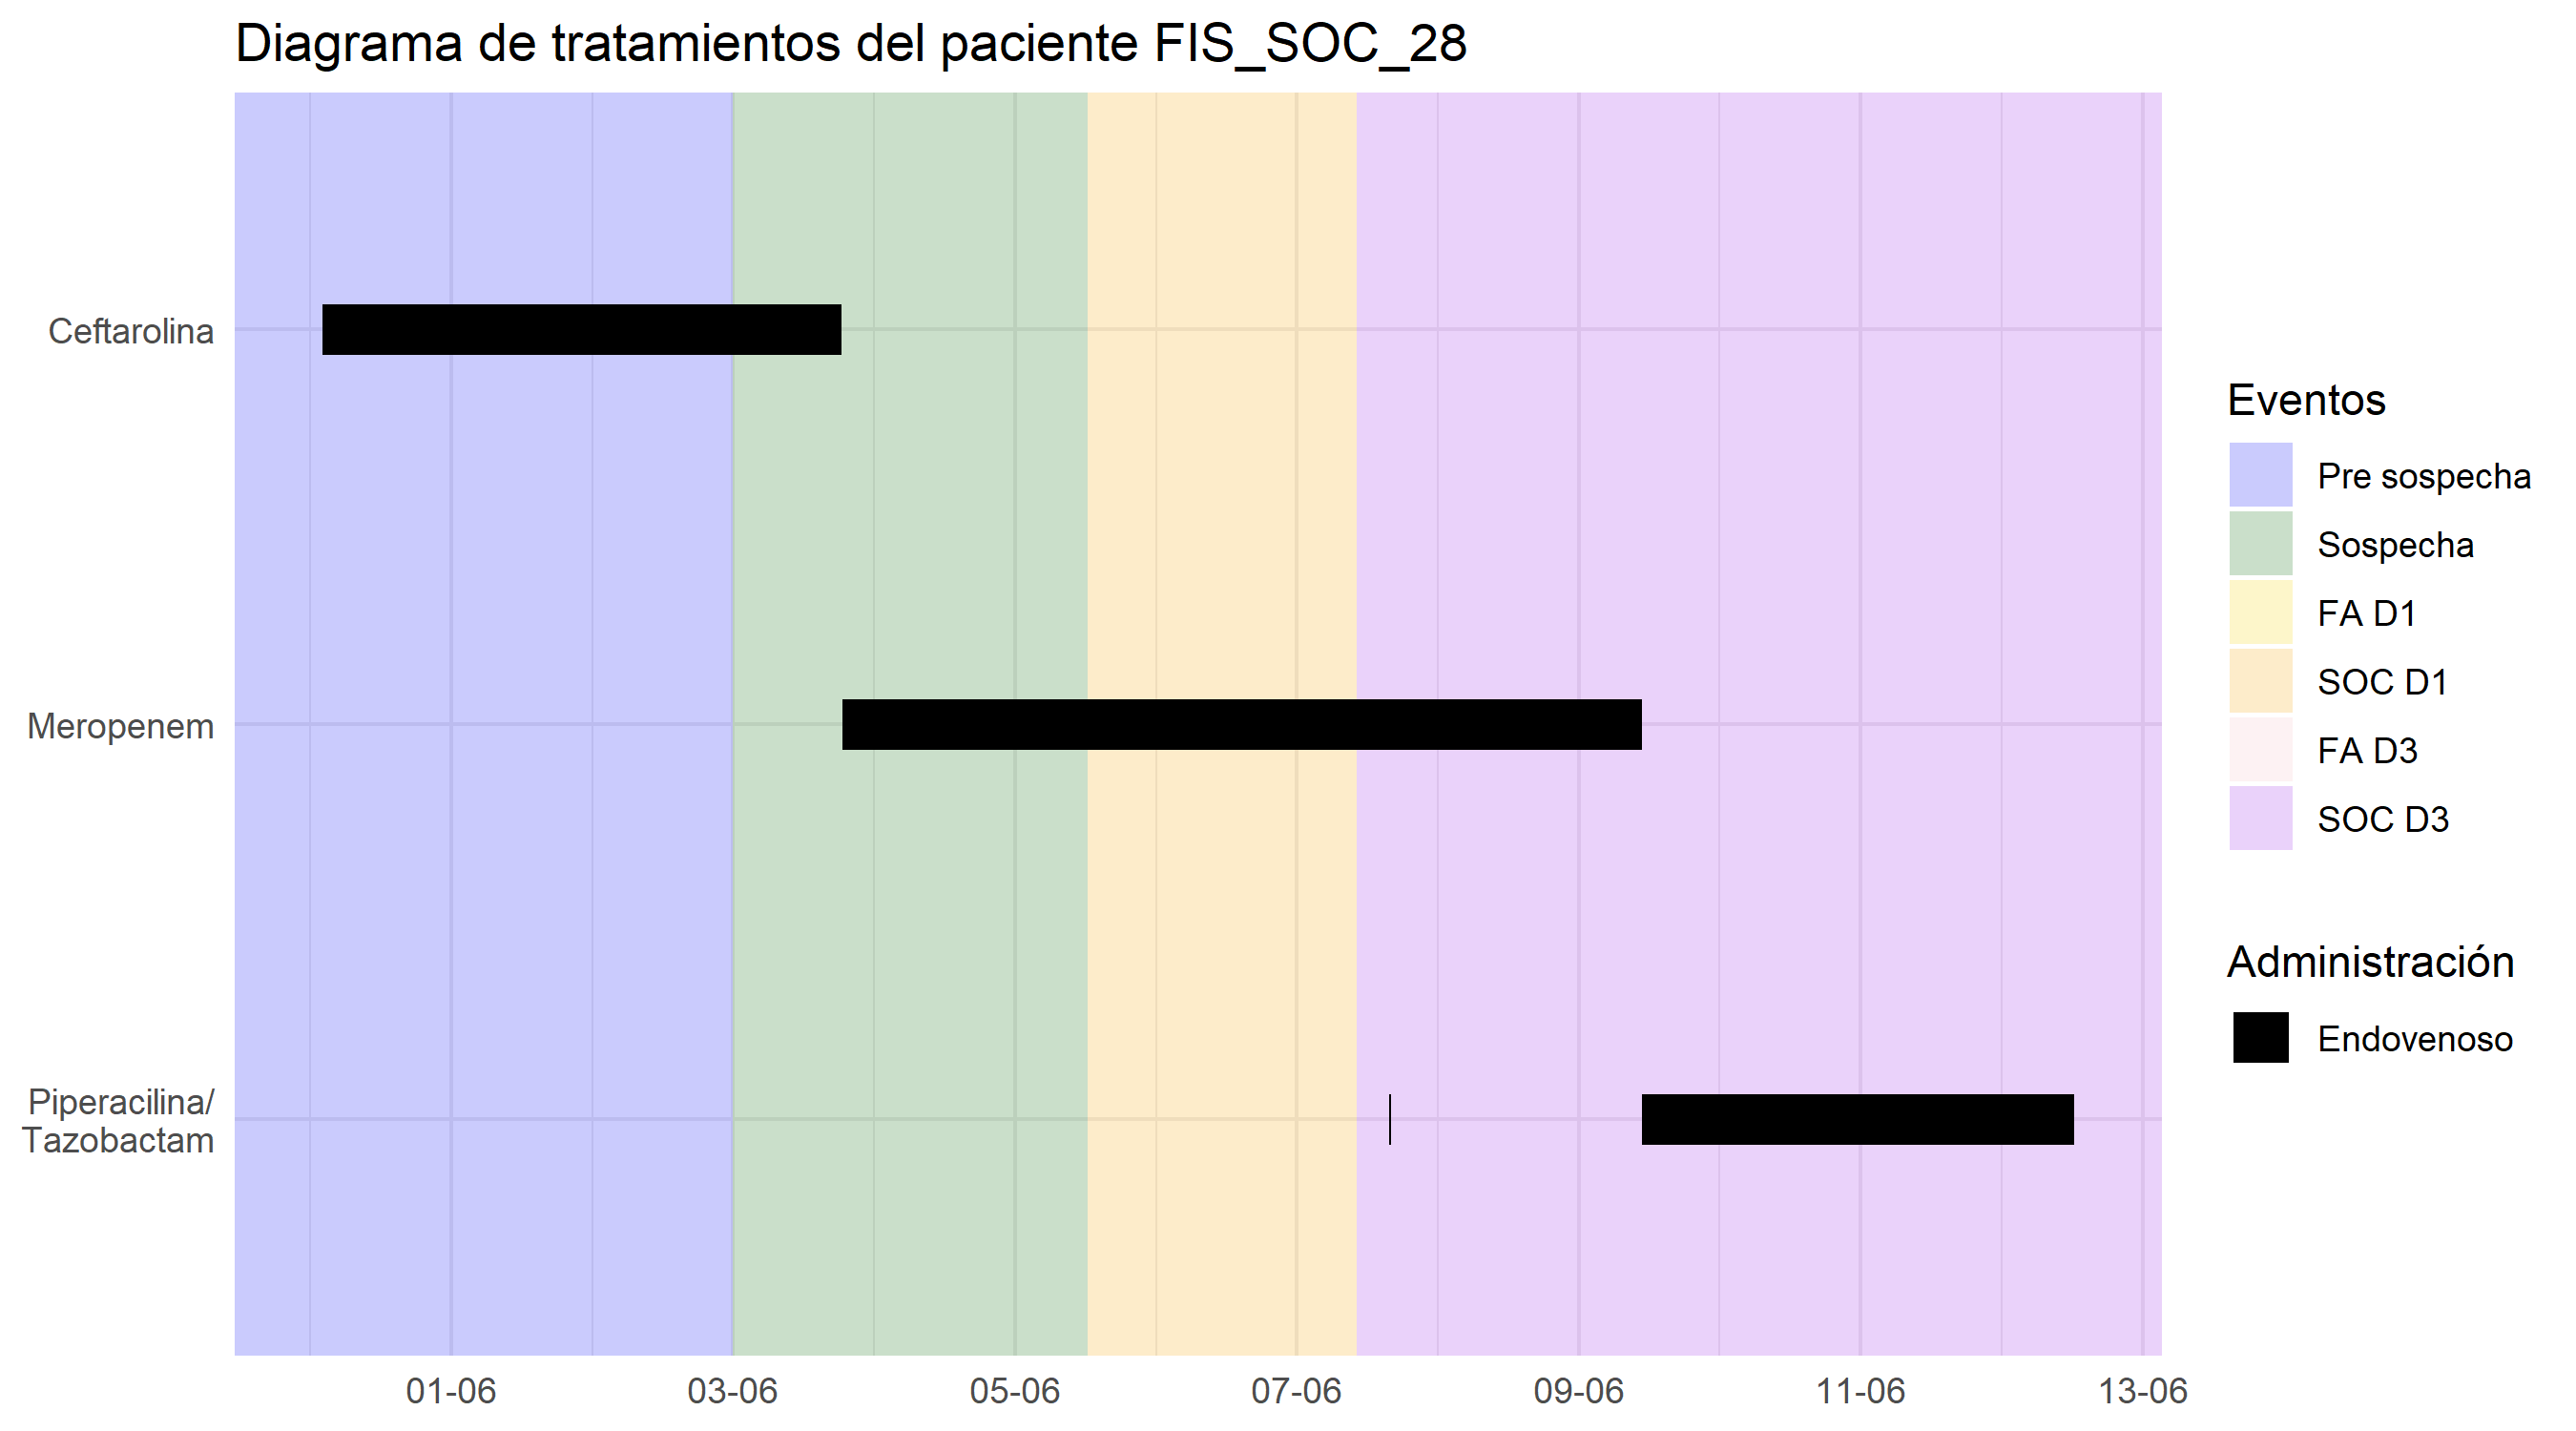 Diagrama de tratamientos del paciente FIS_SOC_28
Ceftarolina
Meropenem
Piperacilina/
Tazobactam
01-06
03-06
05-06
07-06
09-06
11-06
13-06
Eventos
Pre sospecha
Sospecha
FA D1
SOC D1
FA D3
SOC D3
Administración
Endovenoso